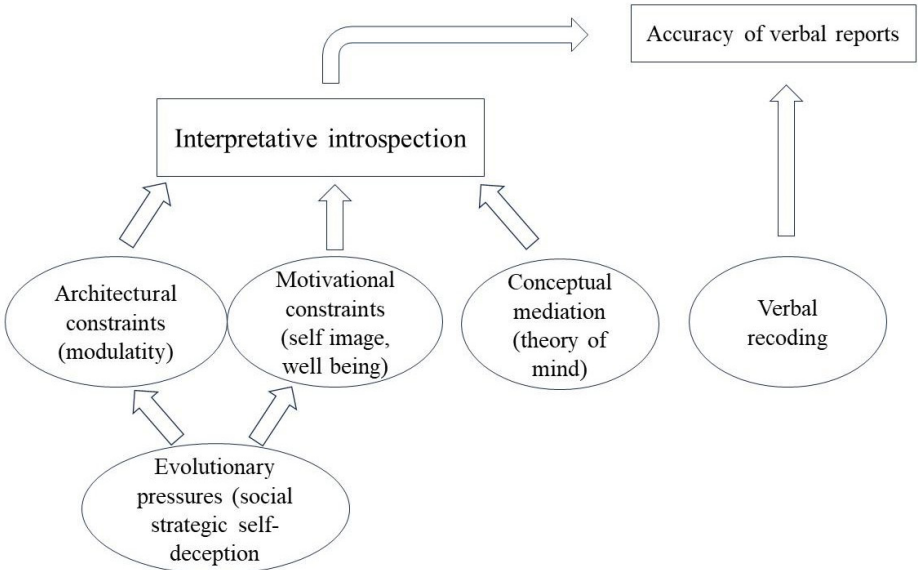 Accuracy of verbal reports
Interpretative introspection
Architectural
constraints
(modulatity)
Motivational
constraints
(self image,
well being)
Conceptual
mediation
(theory of
mind)
Verbal
recoding
Evolutionary
pressures (social
strategic self-
deception